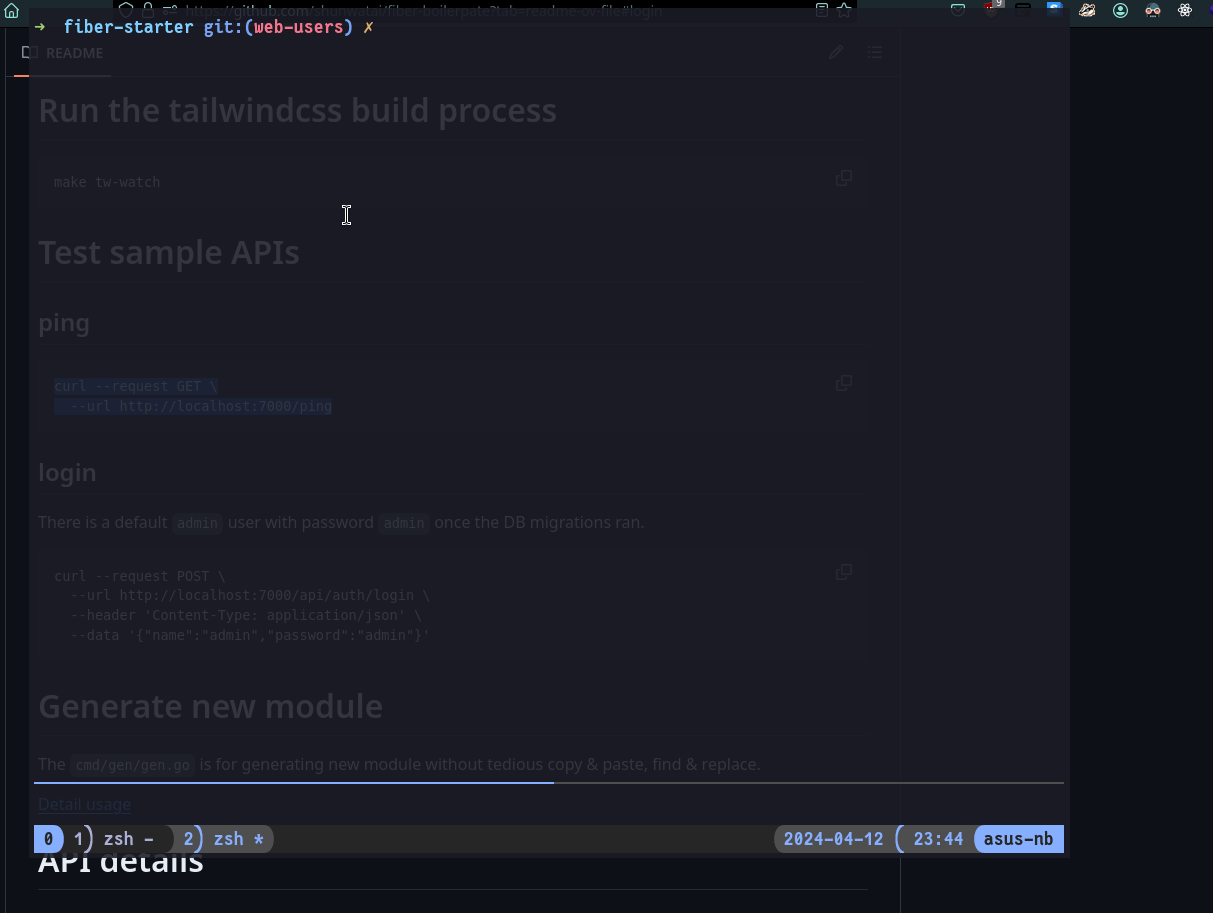 https://github.com/shunwatai/fiber-boilerpate?tab=readme-ov-file#login
9
➜ fiber-starter git:(web-users) ✗
README
Run the tailwindcss build process
make tw-watch
Test sample APIs
ping
curl --request GET \
--url http://localhost:7000/ping
login
There is a default admin user with password admin once the DB migrations ran.
curl --request POST \
--url http://localhost:7000/api/auth/login \
--header 'Content-Type: application/json' \
--data '{"name":"admin","password":"admin"}'
Generate new module
The cmd/gen/gen.go is for generating new module without tedious copy & paste, find & replace.
Detail usage
0 1) zsh - 2) zsh * 2024-04-12 ( 23:44 asus-nb
API details